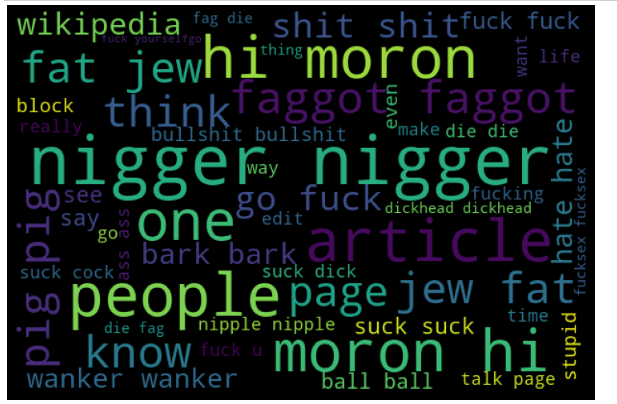 wikipedia
fag die
shit shit
fuck fuck
fuck yourselfgo
hi moron
thing
want
life
fat jew
block
think
faggot faggot
even
really
bullshit bullshit
make
die die
nigger nigger
way
hate hate
pig pig
see
say
go
ass ass
one
go fuck
edit
fucking
dickhead dickhead
fucksex fucksex
bark bark
article
suck cock
suck dick
people
page
jew fat
time
die fag
nipple nipple
suck suck
stupid
know
fuck u
moron hi
wanker wanker
ball ball
talk page